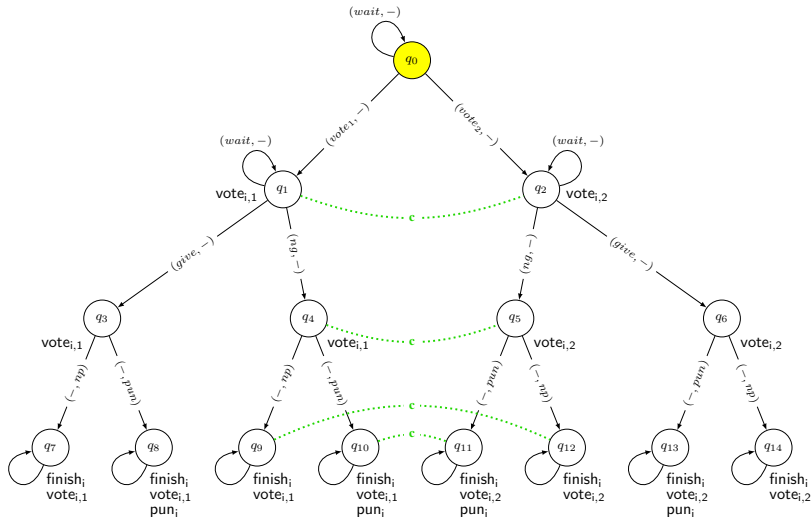 (wait, −)
q0
(vote1, −)
(vote2, −)
(wait, −)
(wait, −)
q1
q2
votei,1
votei,2
c
(give, −)
(ng, −)
(ng, −)
(give, −)
q3
q4
q5
q6
votei,1
votei,1
votei,2
votei,2
c
(−, np)
(−, pun)
(−, np)
(−, pun)
(−, pun)
(−, np)
(−, pun)
(−, np)
c
c
q7
q8
q9
q10
q11
q12
q13
q14
finishi
votei,1
finishi
votei,1
puni
finishi
votei,1
finishi
votei,1
puni
finishi
votei,2
puni
finishi
votei,2
finishi
votei,2
puni
finishi
votei,2